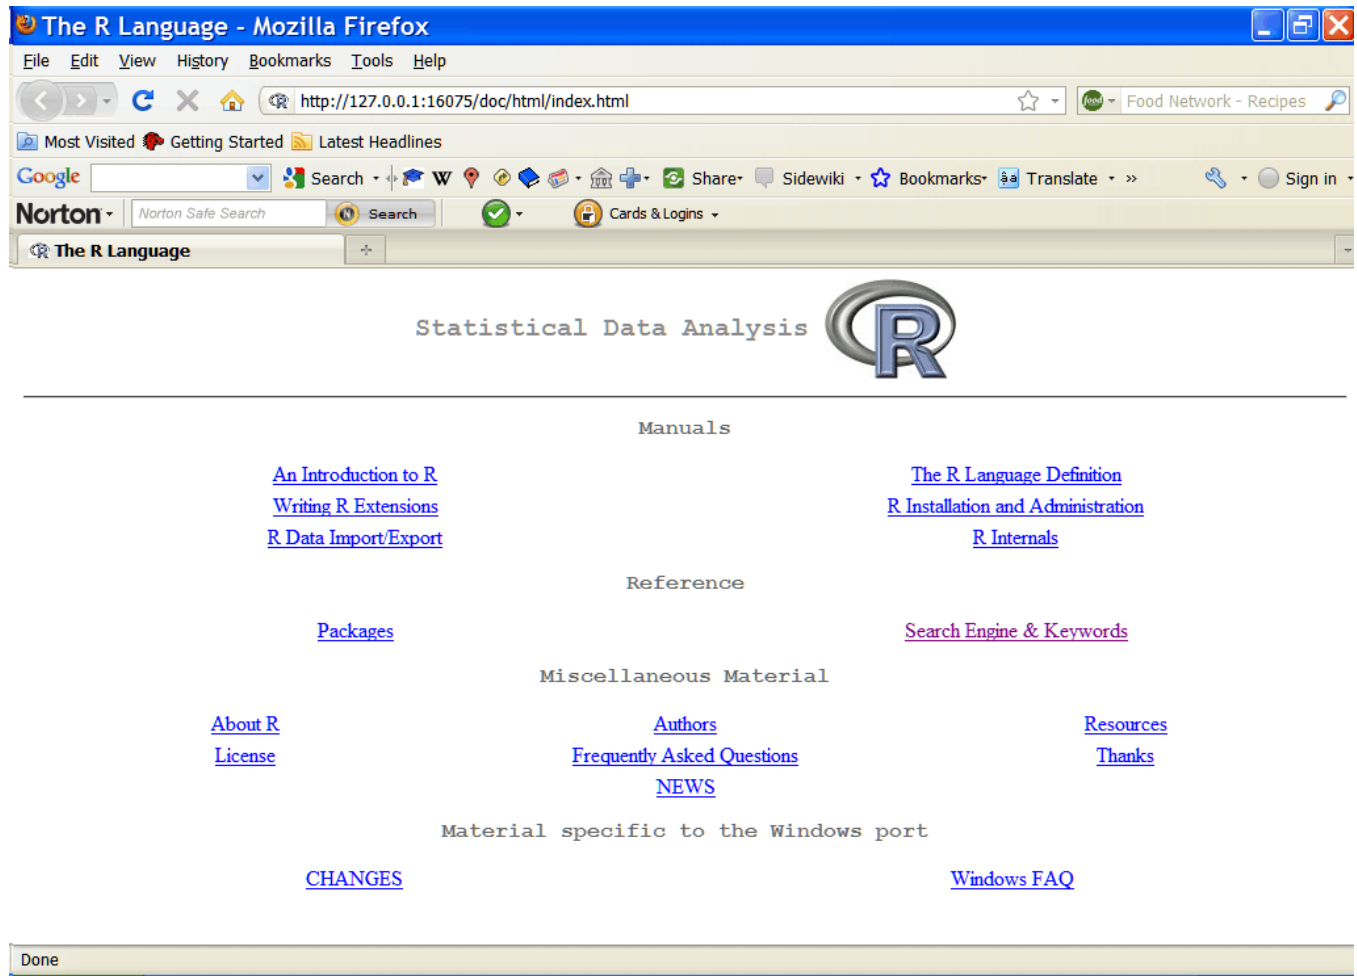 The R Language - Mozilla Firefox
File Edit View History Bookmarks Tools Help
http://127.0.0.1:16075/doc/html/index.html food Food Network - Recipes
Most Visited Getting Started Latest Headlines
Google Search W Share Sidewiki Bookmarks Translate » Sign in
Norton Norton Safe Search Search Cards & Logins
The R Language
Statistical Data Analysis R
Manuals
An Introduction to R The R Language Definition
Writing R Extensions R Installation and Administration
R Data Import/Export R Internals
Reference
Packages Search Engine & Keywords
Miscellaneous Material
About R Authors Resources
License Frequently Asked Questions Thanks
NEWS
Material specific to the Windows port
CHANGES Windows FAQ
Done